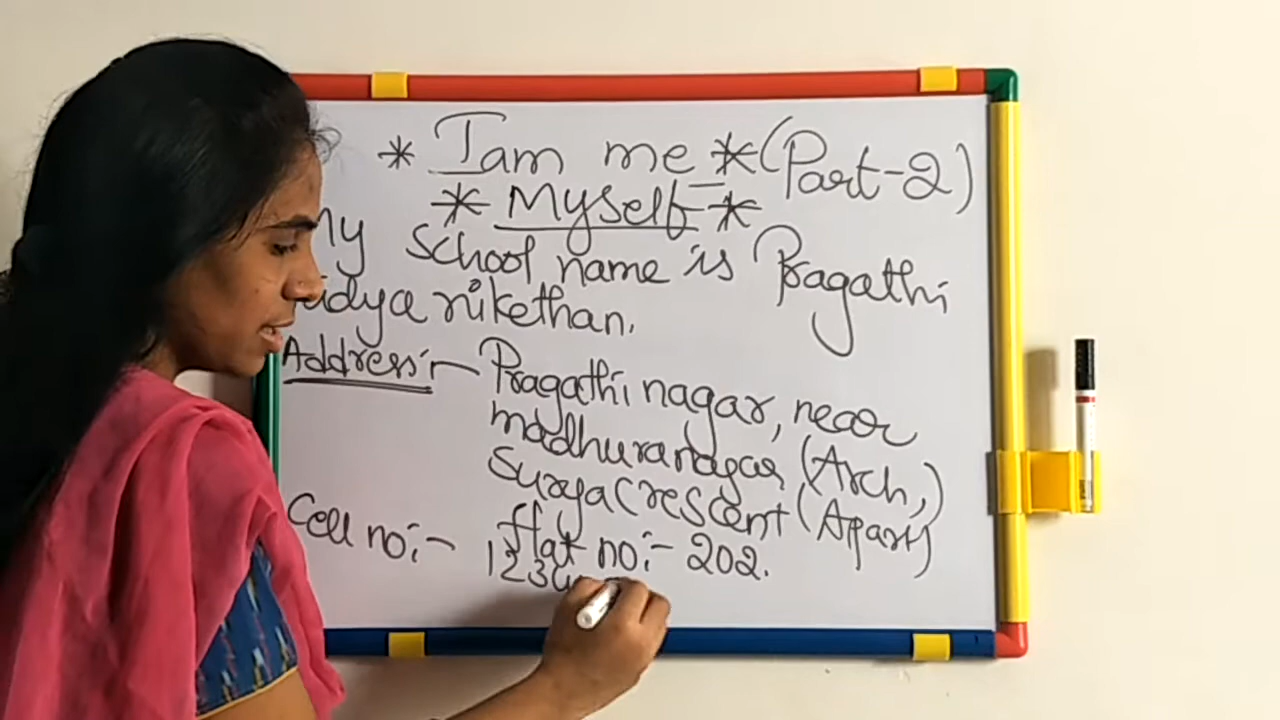 * I am me * (Part-2)
* Myself *
My school name is Pragathi
vidya nikethan.
Address:- Pragathi nagar, near
madhuranagar (Arch,)
Surya Crescent (Apart)
flat no:- 202.
Cell no:- 1234